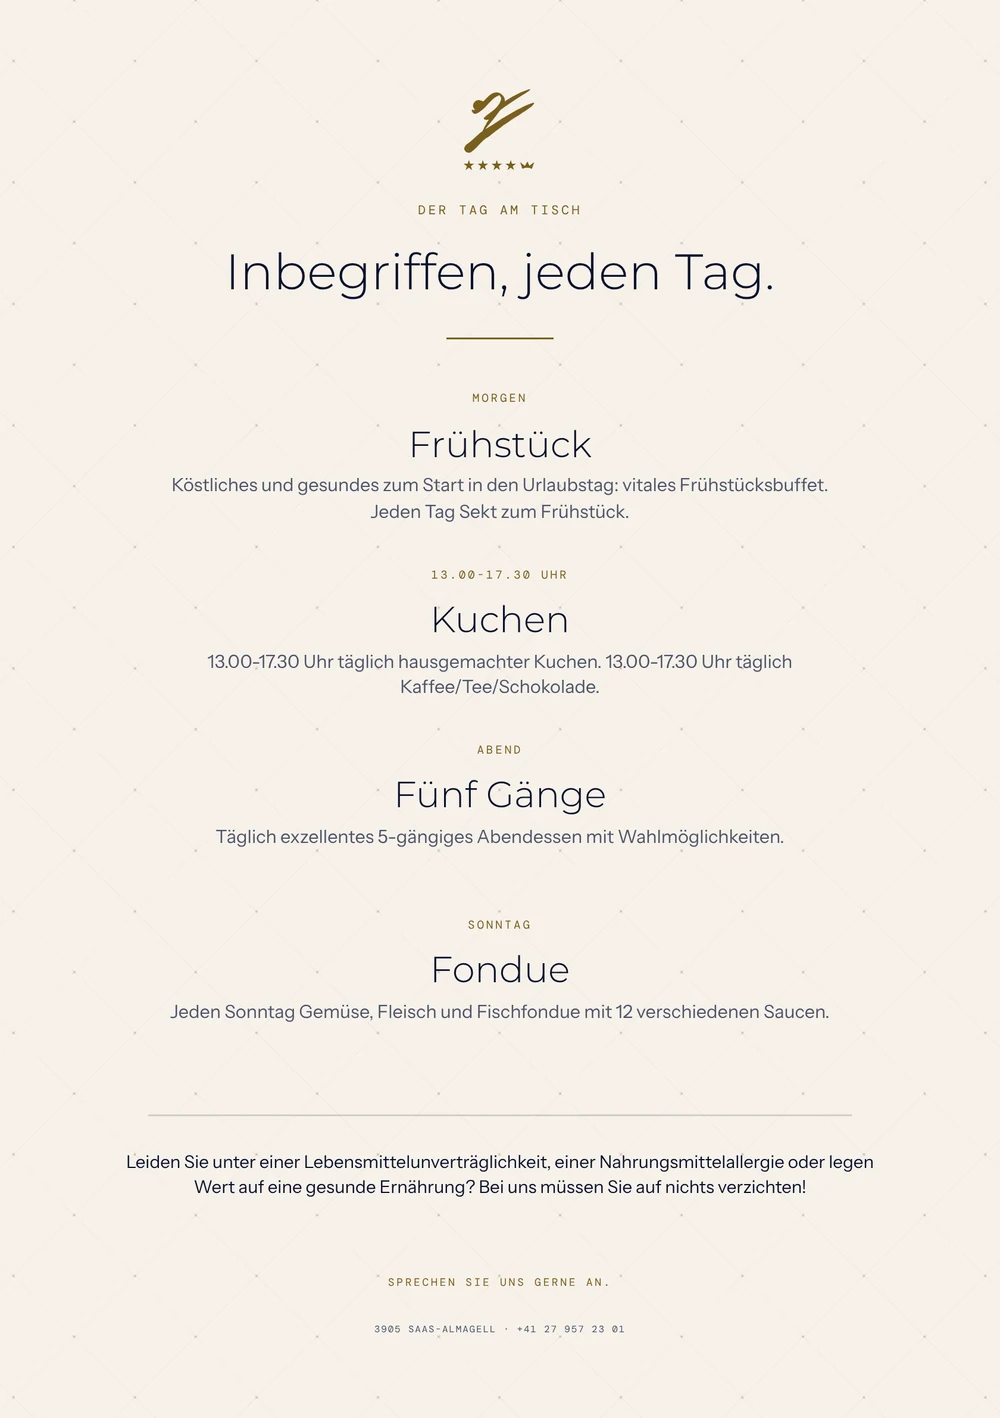 DER TAG AM TISCH
Inbegriffen, jeden Tag.
MORGEN
Frühstück
Köstliches und gesundes zum Start in den Urlaubstag: vitales Frühstücksbuffet.
Jeden Tag Sekt zum Frühstück.
13.00-17.30 UHR
Kuchen
13.00-17.30 Uhr täglich hausgemachter Kuchen. 13.00-17.30 Uhr täglich
Kaffee/Tee/Schokolade.
ABEND
Fünf Gänge
Täglich exzellentes 5-gängiges Abendessen mit Wahlmöglichkeiten.
SONNTAG
Fondue
Jeden Sonntag Gemüse, Fleisch und Fischfondue mit 12 verschiedenen Saucen.
Leiden Sie unter einer Lebensmittelunverträglichkeit, einer Nahrungsmittelallergie oder legen
Wert auf eine gesunde Ernährung? Bei uns müssen Sie auf nichts verzichten!
SPRECHEN SIE UNS GERNE AN.
3905 SAAS-ALMAGELL · +41 27 957 23 01